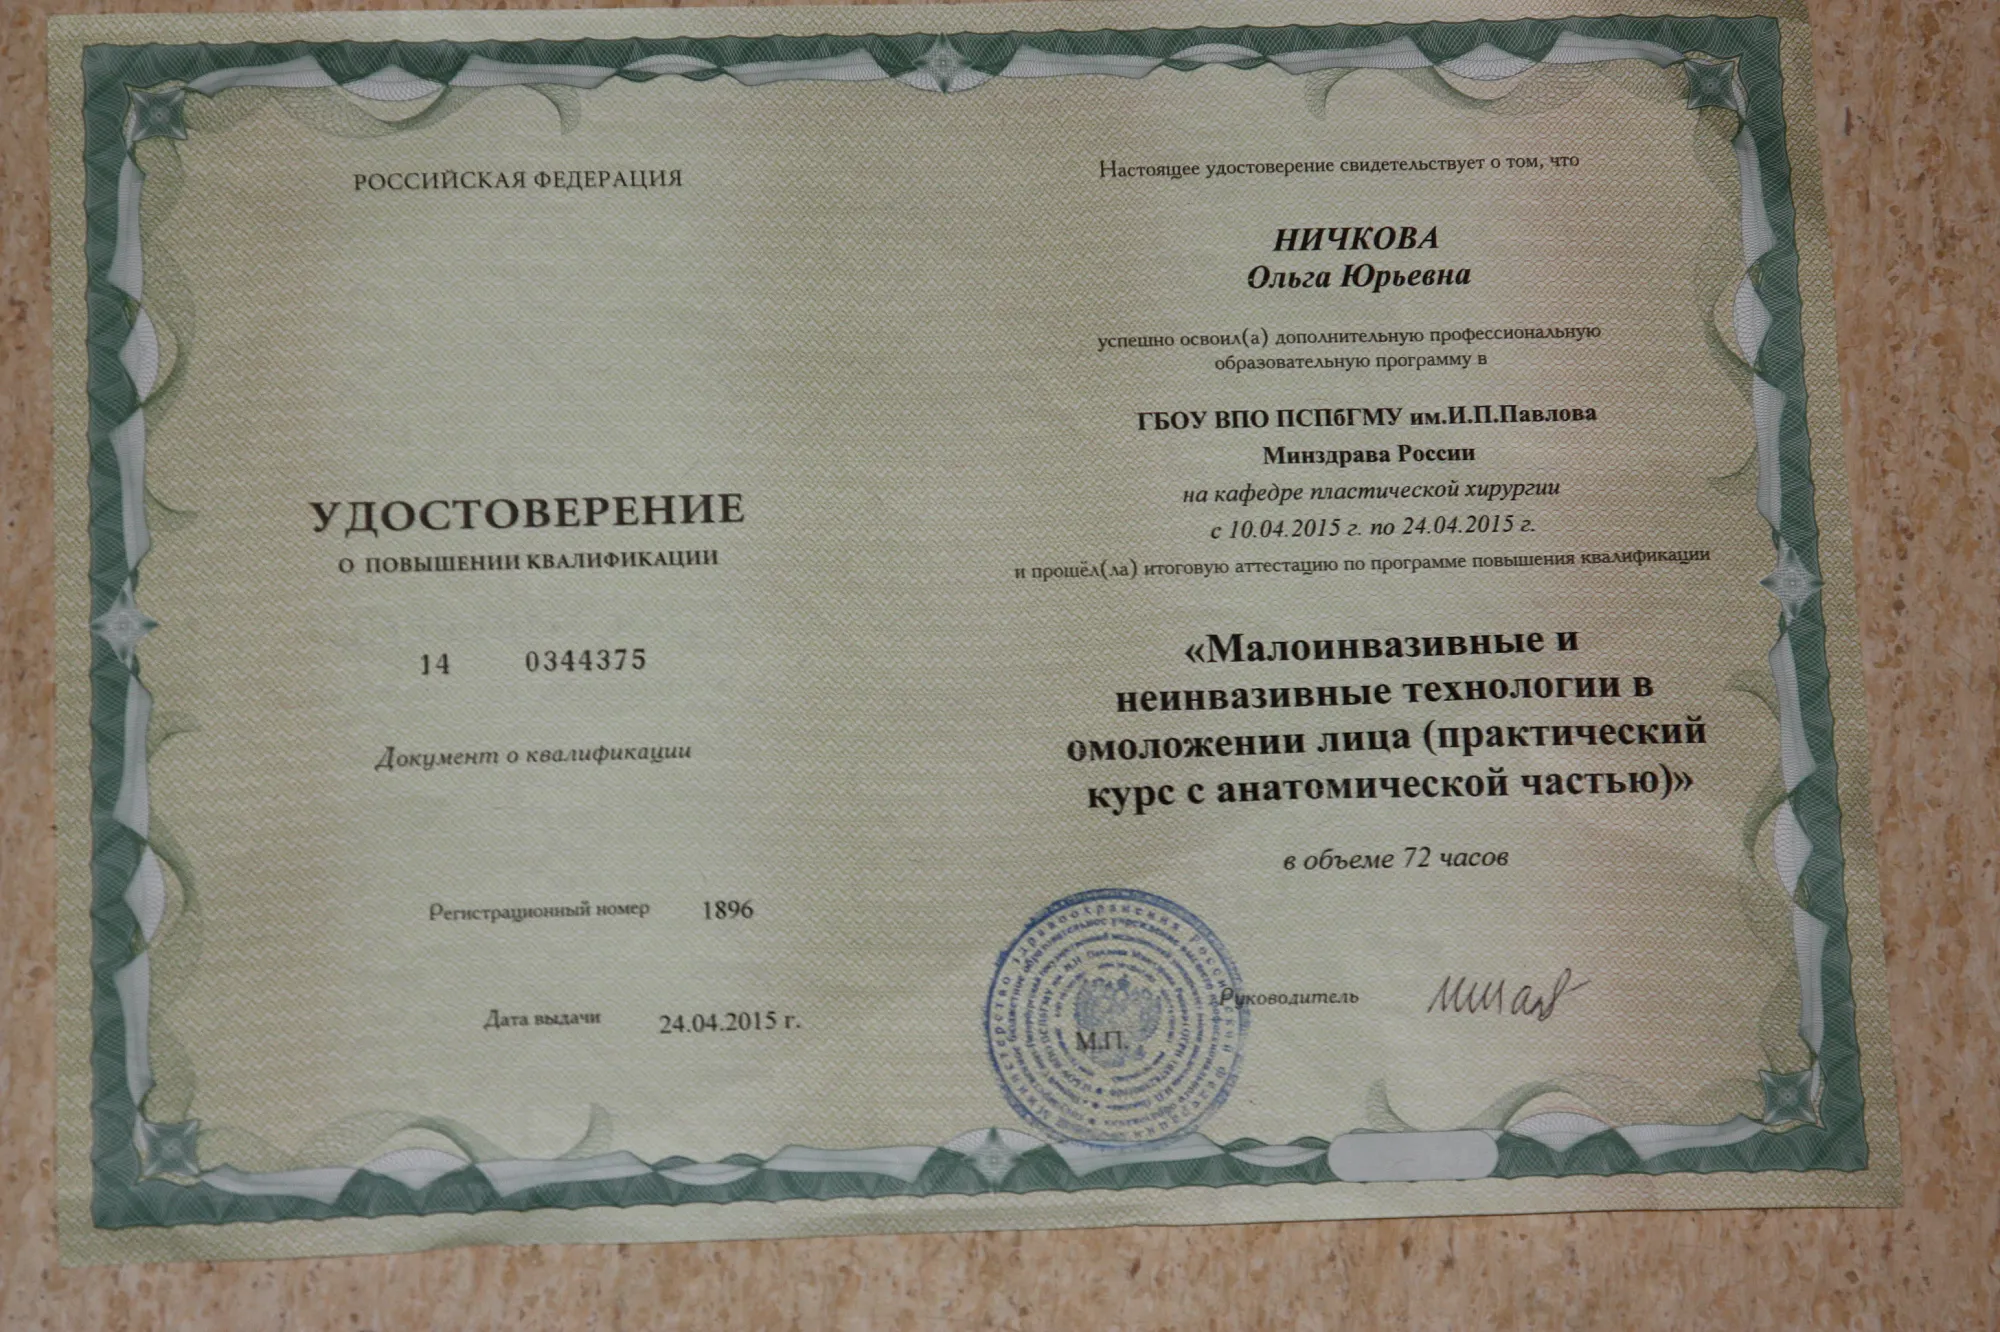 РОССИЙСКАЯ ФЕДЕРАЦИЯ
УДОСТОВЕРЕНИЕ
О ПОВЫШЕНИИ КВАЛИФИКАЦИИ
14 0344375
Документ о квалификации
Регистрационный номер 1896
Дата выдачи 24.04.2015 г.
Настоящее удостоверение свидетельствует о том, что
НИЧКОВА
Ольга Юрьевна
успешно освоил(а) дополнительную профессиональную
образовательную программу в
ГБОУ ВПО ПСПбГМУ им.И.П.Павлова
Минздрава России
на кафедре пластической хирургии
с 10.04.2015 г. по 24.04.2015 г.
и прошёл(ла) итоговую аттестацию по программе повышения квалификации
«Малоинвазивные и
неинвазивные технологии в
омоложении лица (практический
курс с анатомической частью)»
в объеме 72 часов
Руководитель
М.П.